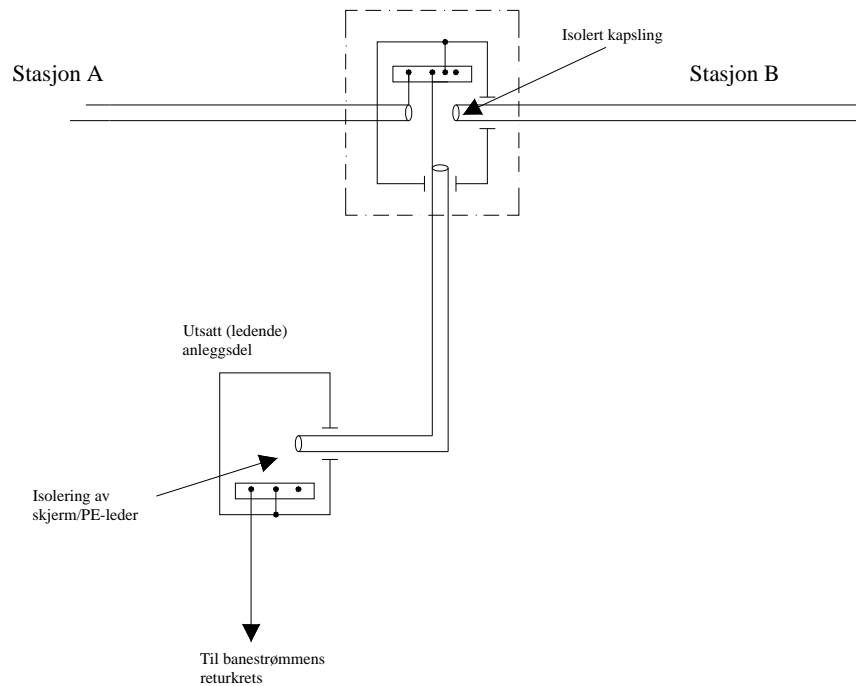 Isolert kapsling
Stasjon A
Stasjon B
Utsatt (ledende)
anleggsdel
Isolering av
skjerm/PE-leder
Til banestrømmens
returkrets